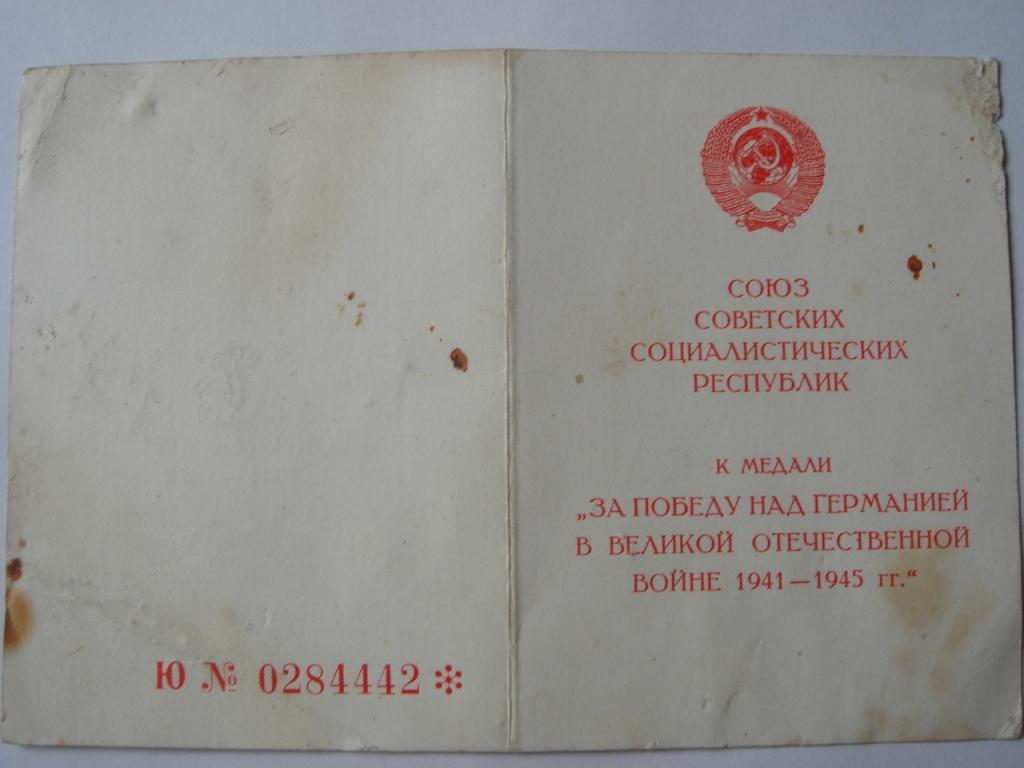 Ю № 0284442 ✻
СОЮЗ
СОВЕТСКИХ
СОЦИАЛИСТИЧЕСКИХ
РЕСПУБЛИК
К МЕДАЛИ
„ЗА ПОБЕДУ НАД ГЕРМАНИЕЙ
В ВЕЛИКОЙ ОТЕЧЕСТВЕННОЙ
ВОЙНЕ 1941—1945 гг.“